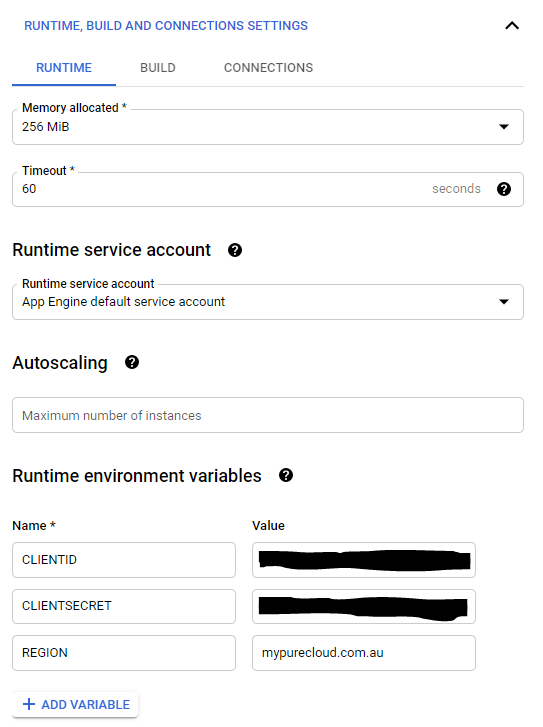 RUNTIME, BUILD AND CONNECTIONS SETTINGS
RUNTIME BUILD CONNECTIONS
Memory allocated *
256 MiB
Timeout *
60 seconds
Runtime service account
Runtime service account
App Engine default service account
Autoscaling
Maximum number of instances
Runtime environment variables
Name * Value
CLIENTID
CLIENTSECRET
REGION mypurecloud.com.au
ADD VARIABLE